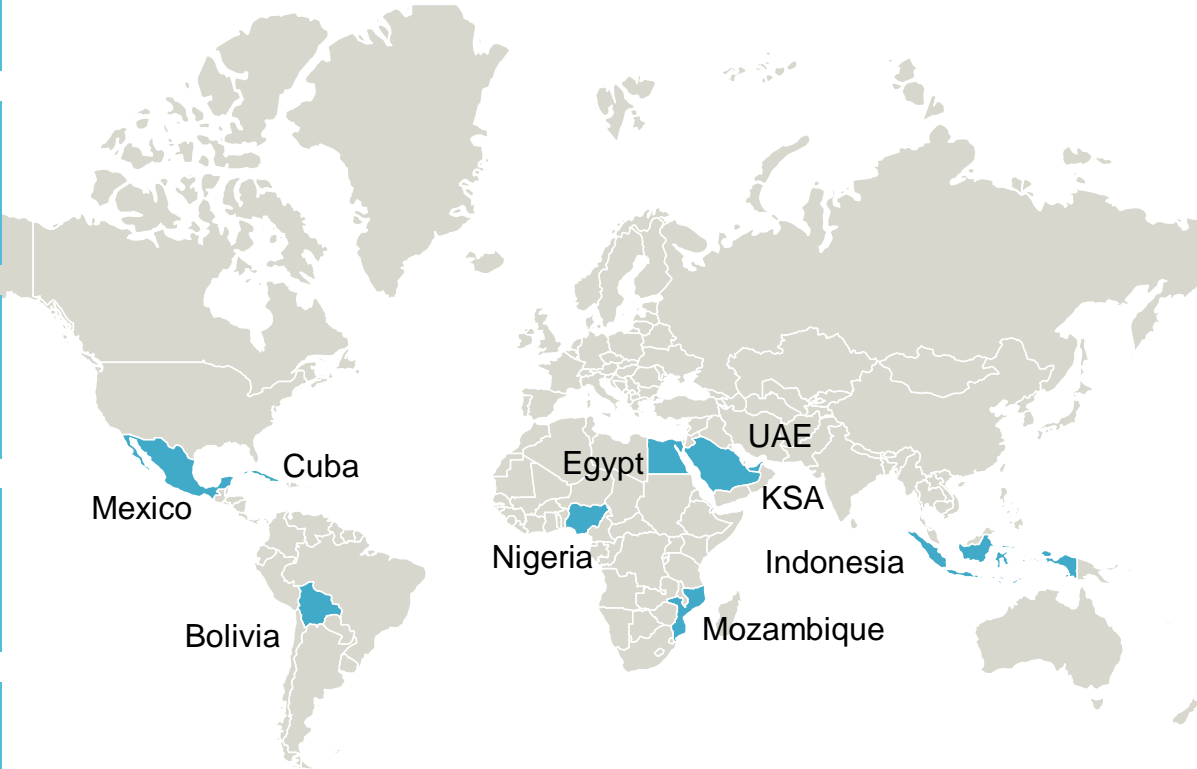 UAE
Cuba
Egypt
KSA
Mexico
Nigeria
Indonesia
Mozambique
Bolivia